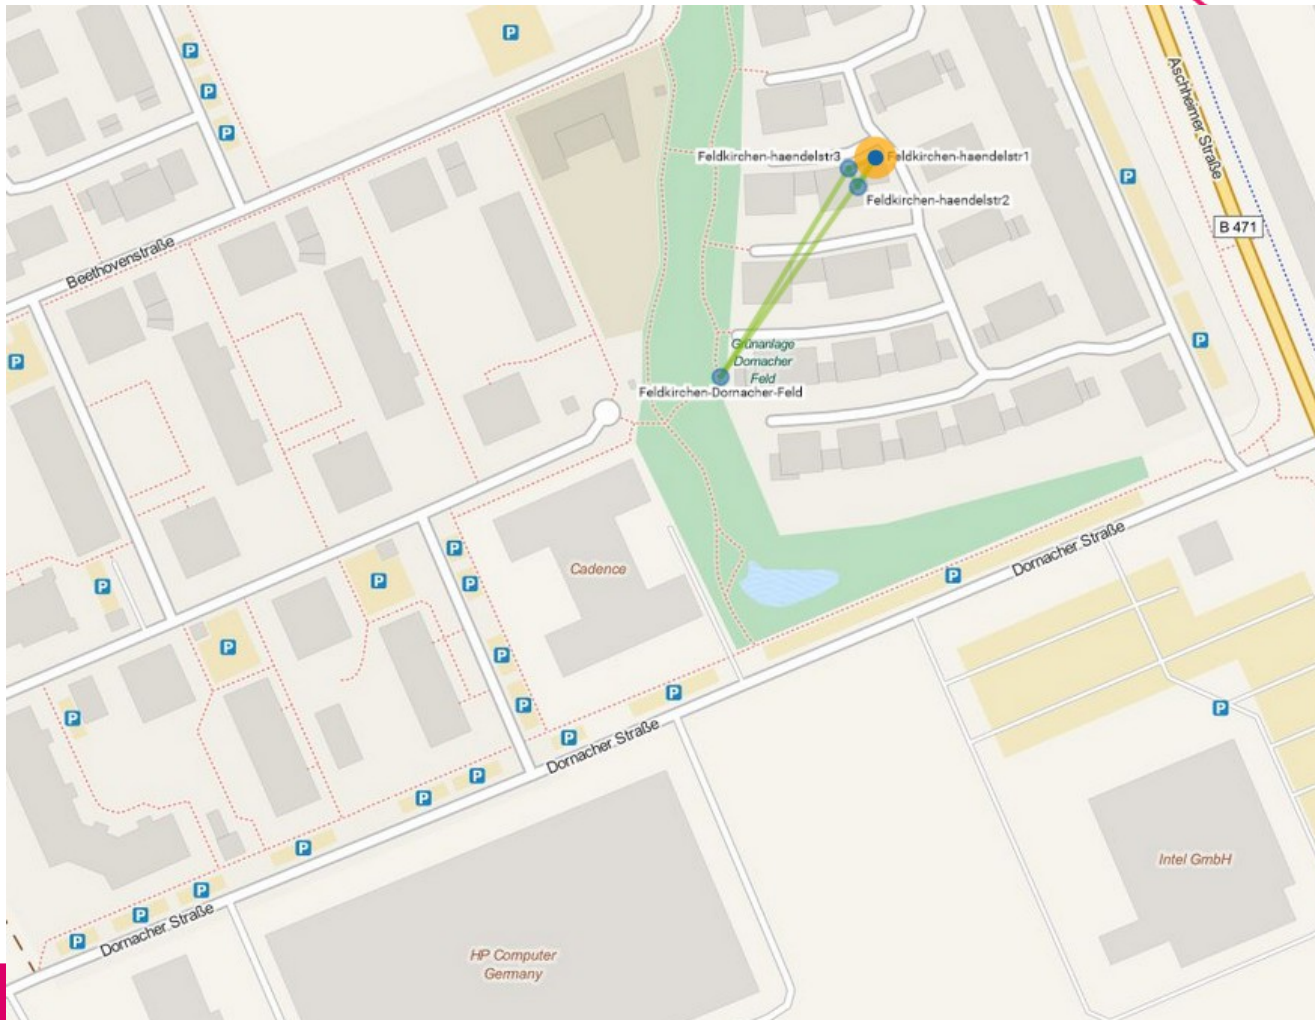 P
P
P
P
Aschheimer Straße
Feldkirchen-haendelstr3
Feldkirchen-haendelstr1
P
Feldkirchen-haendelstr2
B 471
Beethovenstraße
P
P
Grünanlage
Dornacher
Feld
Feldkirchen-Dornacher-Feld
P
Cadence
P
P
P
P
P
Dornacher Straße
P
P
P
P
P
P
P
P
Dornacher Straße
P
P
P
P
Intel GmbH
P
P
P
Dornacher Straße
HP Computer
Germany